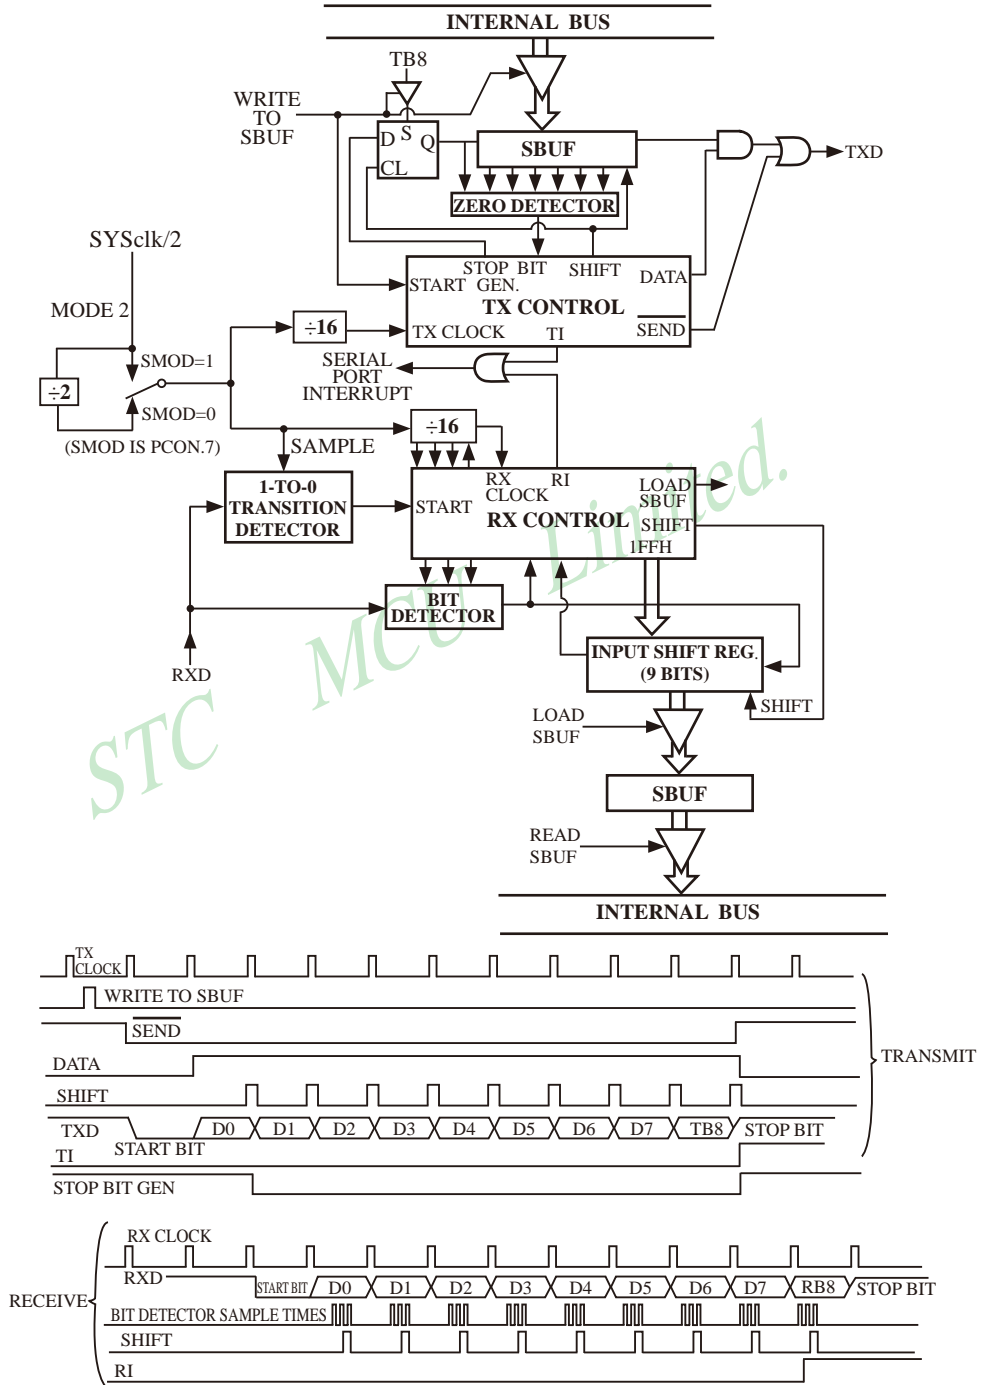 INTERNAL BUS
TB8
WRITE
TO
SBUF
D S Q
CL
SBUF
TXD
ZERO DETECTOR
SYSclk/2
STOP BIT
GEN.
SHIFT
DATA
START
TX CONTROL
MODE 2
÷16
TX CLOCK
TI
SEND
SMOD=1
SERIAL
PORT
INTERRUPT
÷2
SMOD=0
(SMOD IS PCON.7)
SAMPLE
÷16
1-TO-0
TRANSITION
DETECTOR
START
RX
CLOCK
RI
LOAD
SBUF
RX CONTROL
SHIFT
1FFH
BIT
DETECTOR
RXD
INPUT SHIFT REG.
(9 BITS)
SHIFT
LOAD
SBUF
SBUF
READ
SBUF
INTERNAL BUS
STC MCU Limited.
TX
CLOCK
WRITE TO SBUF
SEND
DATA
TRANSMIT
SHIFT
TXD
START BIT
D0 D1 D2 D3 D4 D5 D6 D7 TB8 STOP BIT
TI
STOP BIT GEN
RX CLOCK
RXD
START BIT D0 D1 D2 D3 D4 D5 D6 D7 RB8 STOP BIT
RECEIVE
BIT DETECTOR SAMPLE TIMES
SHIFT
RI